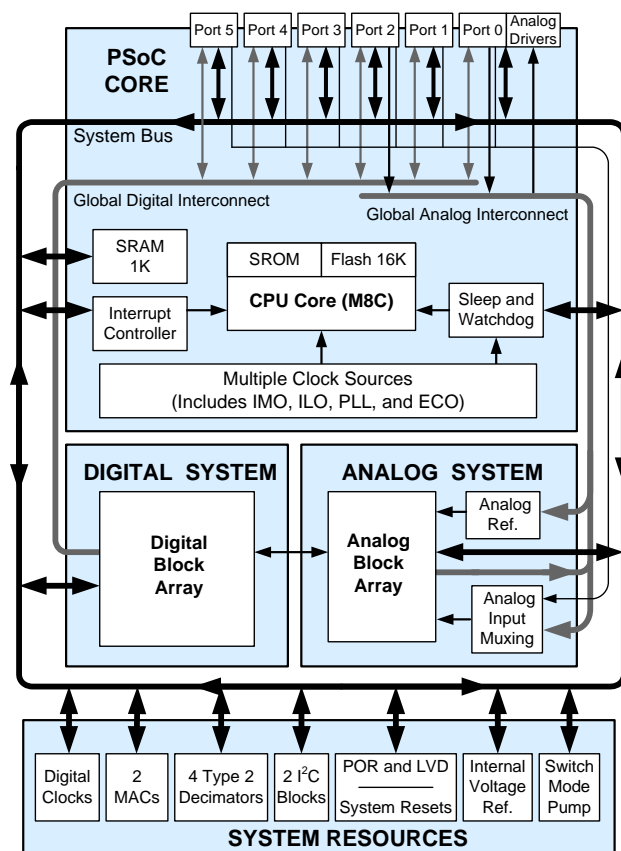 Port 5 Port 4 Port 3 Port 2 Port 1 Port 0 Analog
Drivers
PSoC
CORE
System Bus
Global Digital Interconnect
Global Analog Interconnect
SRAM
1K
SROM Flash 16K
CPU Core (M8C)
Interrupt
Controller
Sleep and
Watchdog
Multiple Clock Sources
(Includes IMO, ILO, PLL, and ECO)
DIGITAL SYSTEM
Digital
Block
Array
ANALOG SYSTEM
Analog
Block
Array
Analog
Ref.
Analog
Input
Muxing
Digital
Clocks
2
MACs
4 Type 2
Decimators
2 I²C
Blocks
POR and LVD
System Resets
Internal
Voltage
Ref.
Switch
Mode
Pump
SYSTEM RESOURCES